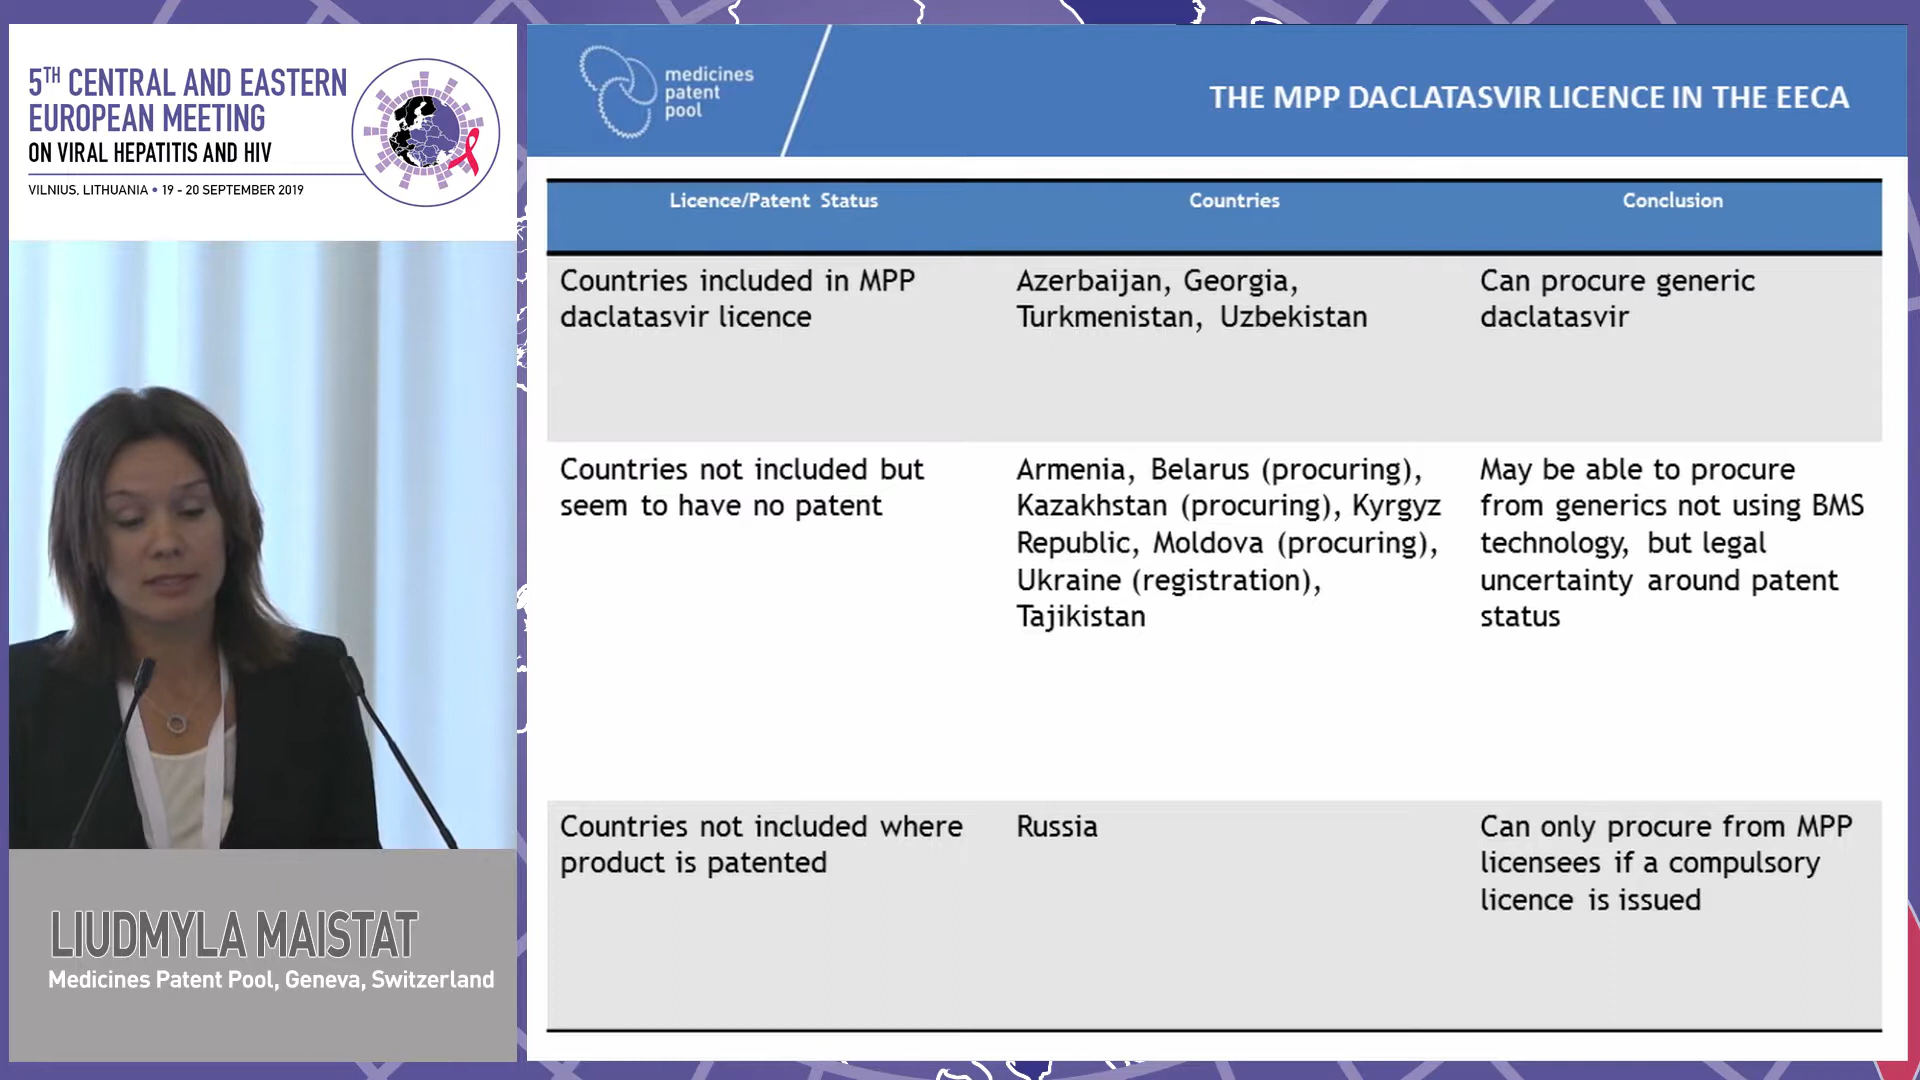 5TH CENTRAL AND EASTERN
EUROPEAN MEETING
ON VIRAL HEPATITIS AND HIV
VILNIUS, LITHUANIA • 19 - 20 SEPTEMBER 2019
medicines
patent
pool
THE MPP DACLATASVIR LICENCE IN THE EECA
Licence/Patent Status
Countries
Conclusion
Countries included in MPP
daclatasvir licence
Azerbaijan, Georgia,
Turkmenistan, Uzbekistan
Can procure generic
daclatasvir
Countries not included but
seem to have no patent
Armenia, Belarus (procuring),
Kazakhstan (procuring), Kyrgyz
Republic, Moldova (procuring),
Ukraine (registration),
Tajikistan
May be able to procure
from generics not using BMS
technology, but legal
uncertainty around patent
status
Countries not included where
product is patented
Russia
Can only procure from MPP
licensees if a compulsory
licence is issued
LIUDMYLA MAISTAT
Medicines Patent Pool, Geneva, Switzerland